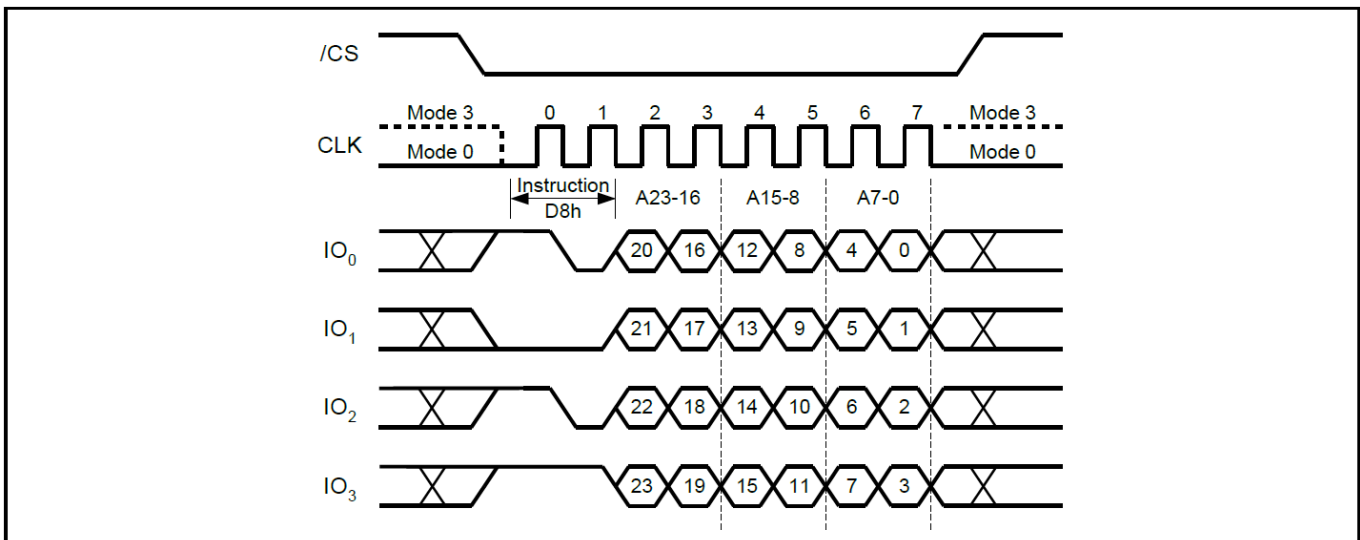 /CS
Mode 3 0 1 2 3 4 5 6 7 Mode 3
CLK
Mode 0 Mode 0
Instruction A23-16 A15-8 A7-0
D8h
IO0 20 16 12 8 4 0
IO1 21 17 13 9 5 1
IO2 22 18 14 10 6 2
IO3 23 19 15 11 7 3